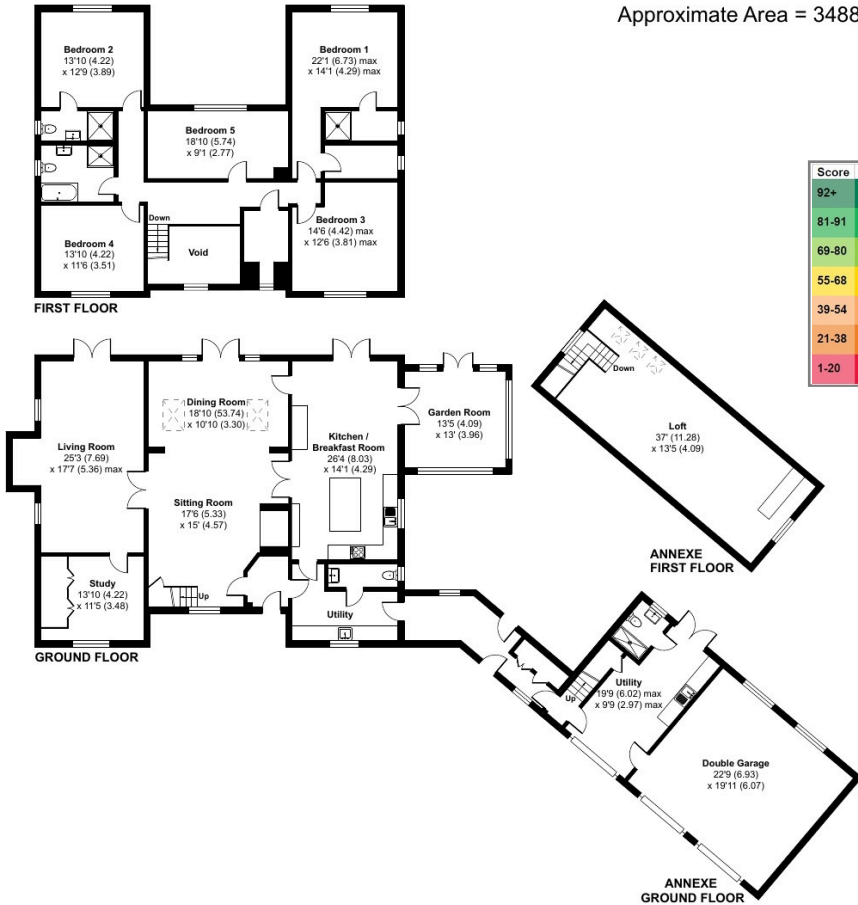 Approximate Area = 3488
Bedroom 2
13'10 (4.22)
x 12'9 (3.89)
Bedroom 1
22'1 (6.73) max
x 14'1 (4.29) max
Bedroom 5
18'10 (5.74)
x 9'1 (2.77)
Bedroom 4
13'10 (4.22)
x 11'6 (3.51)
Down
Void
Bedroom 3
14'6 (4.42) max
x 12'6 (3.81) max
FIRST FLOOR
Score
92+
81-91
69-80
55-68
39-54
21-38
1-20
Living Room
25'3 (7.69)
x 17'7 (5.36) max
Dining Room
18'10 (53.74)
x 10'10 (3.30)
Kitchen /
Breakfast Room
26'4 (8.03)
x 14'1 (4.29)
Garden Room
13'5 (4.09)
x 13' (3.96)
Sitting Room
17'6 (5.33)
x 15' (4.57)
Study
13'10 (4.22)
x 11'5 (3.48)
Up
Utility
GROUND FLOOR
Down
Loft
37' (11.28)
x 13'5 (4.09)
ANNEXE
FIRST FLOOR
Up
Utility
19'9 (6.02) max
x 9'9 (2.97) max
Double Garage
22'9 (6.93)
x 19'11 (6.07)
ANNEXE
GROUND FLOOR